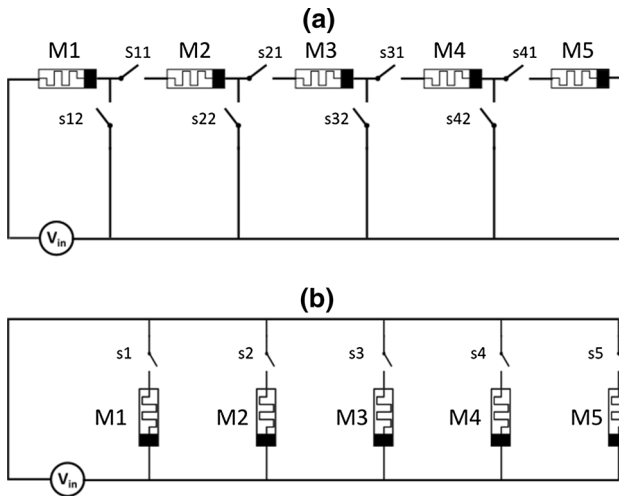 (a)
M1 S11 M2 s21 M3 s31 M4 s41 M5
s12 s22 s32 s42
Vin
(b)
s1 s2 s3 s4 s5
M1 M2 M3 M4 M5
Vin